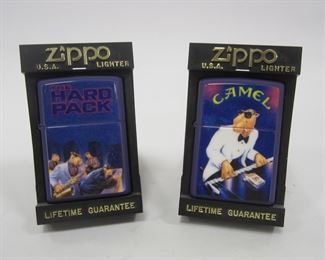 Zippo
U.S.A. LIGHTER
THE
HARD
PACK
LIFETIME GUARANTEE
Zippo
U.S.A. LIGHTER
CAMEL
LIFETIME GUARANTEE